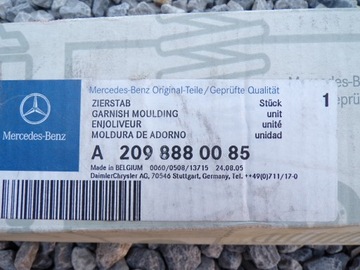 Mercedes-Benz Original-Teile/Geprüfte Qualität
ZIERSTAB Stück 1
GARNISH MOULDING unit
ENJOLIVEUR unité
MOLDURA DE ADORNO unidad
Mercedes-Benz
A 209 888 00 85
Made in BELGIUM 0060/0508/13715 24.08.05
DaimlerChrysler AG, 70546 Stuttgart, Germany, Tel. ++49(0)711/17-0